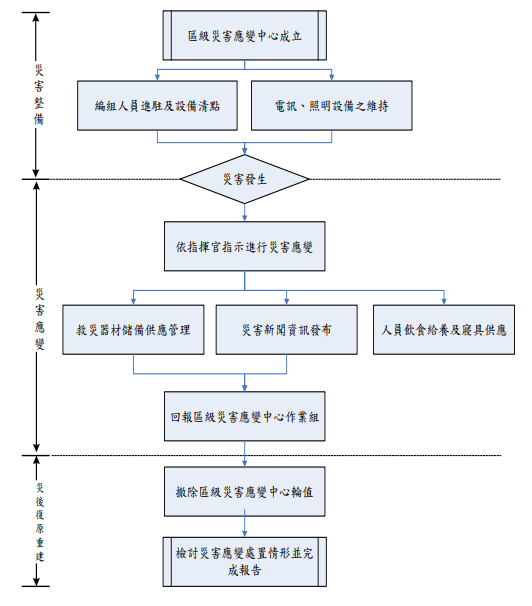 區級災害應變中心成立
災害整備
編組人員進駐及設備清點
電訊、照明設備之維持
災害發生
依指揮官指示進行災害應變
災害應變
救災器材儲備供應管理
災害新聞資訊發布
人員飲食給養及寢具供應
回報區級災害應變中心作業組
撤除區級災害應變中心輪值
災後復原重建
檢討災害應變處置情形並完
成報告